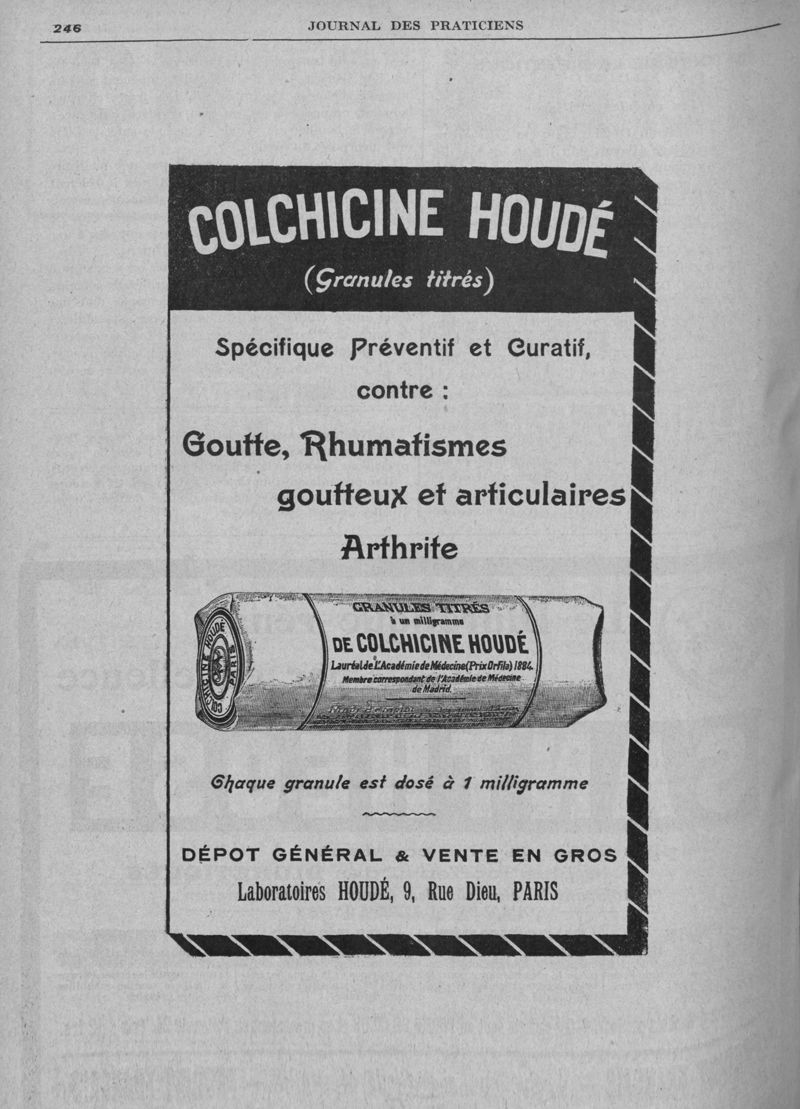 246
JOURNAL DES PRATICIENS
COLCHICINE HOUDÉ
(Granules titrés)
Spécifique Préventif et Curatif,
contre :
Goutte, Rhumatismes
goutteux et articulaires
Arthrite
GRANULES TITRÉS
à un milligramme
DE COLCHICINE HOUDÉ
Lauréat de L'Académie de Médecine (Prix Orfila) 1884.
Membre correspondant de l'Académie de Médecine
de Madrid.
COLCHICINE HOUDÉ
PARIS
Chaque granule est dosé à 1 milligramme
DÉPOT GÉNÉRAL & VENTE EN GROS
Laboratoires HOUDÉ, 9, Rue Dieu, PARIS